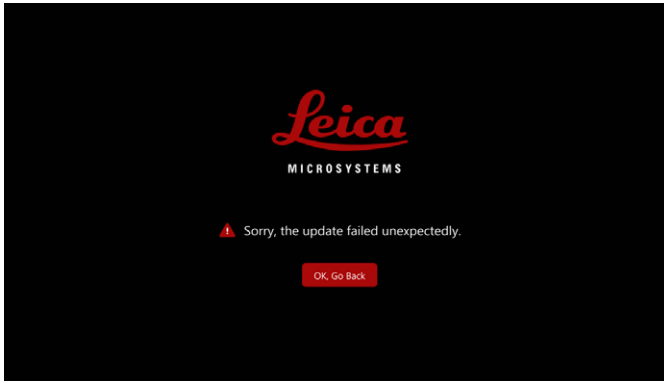 Leica
MICROSYSTEMS
Sorry, the update failed unexpectedly.
OK, Go Back